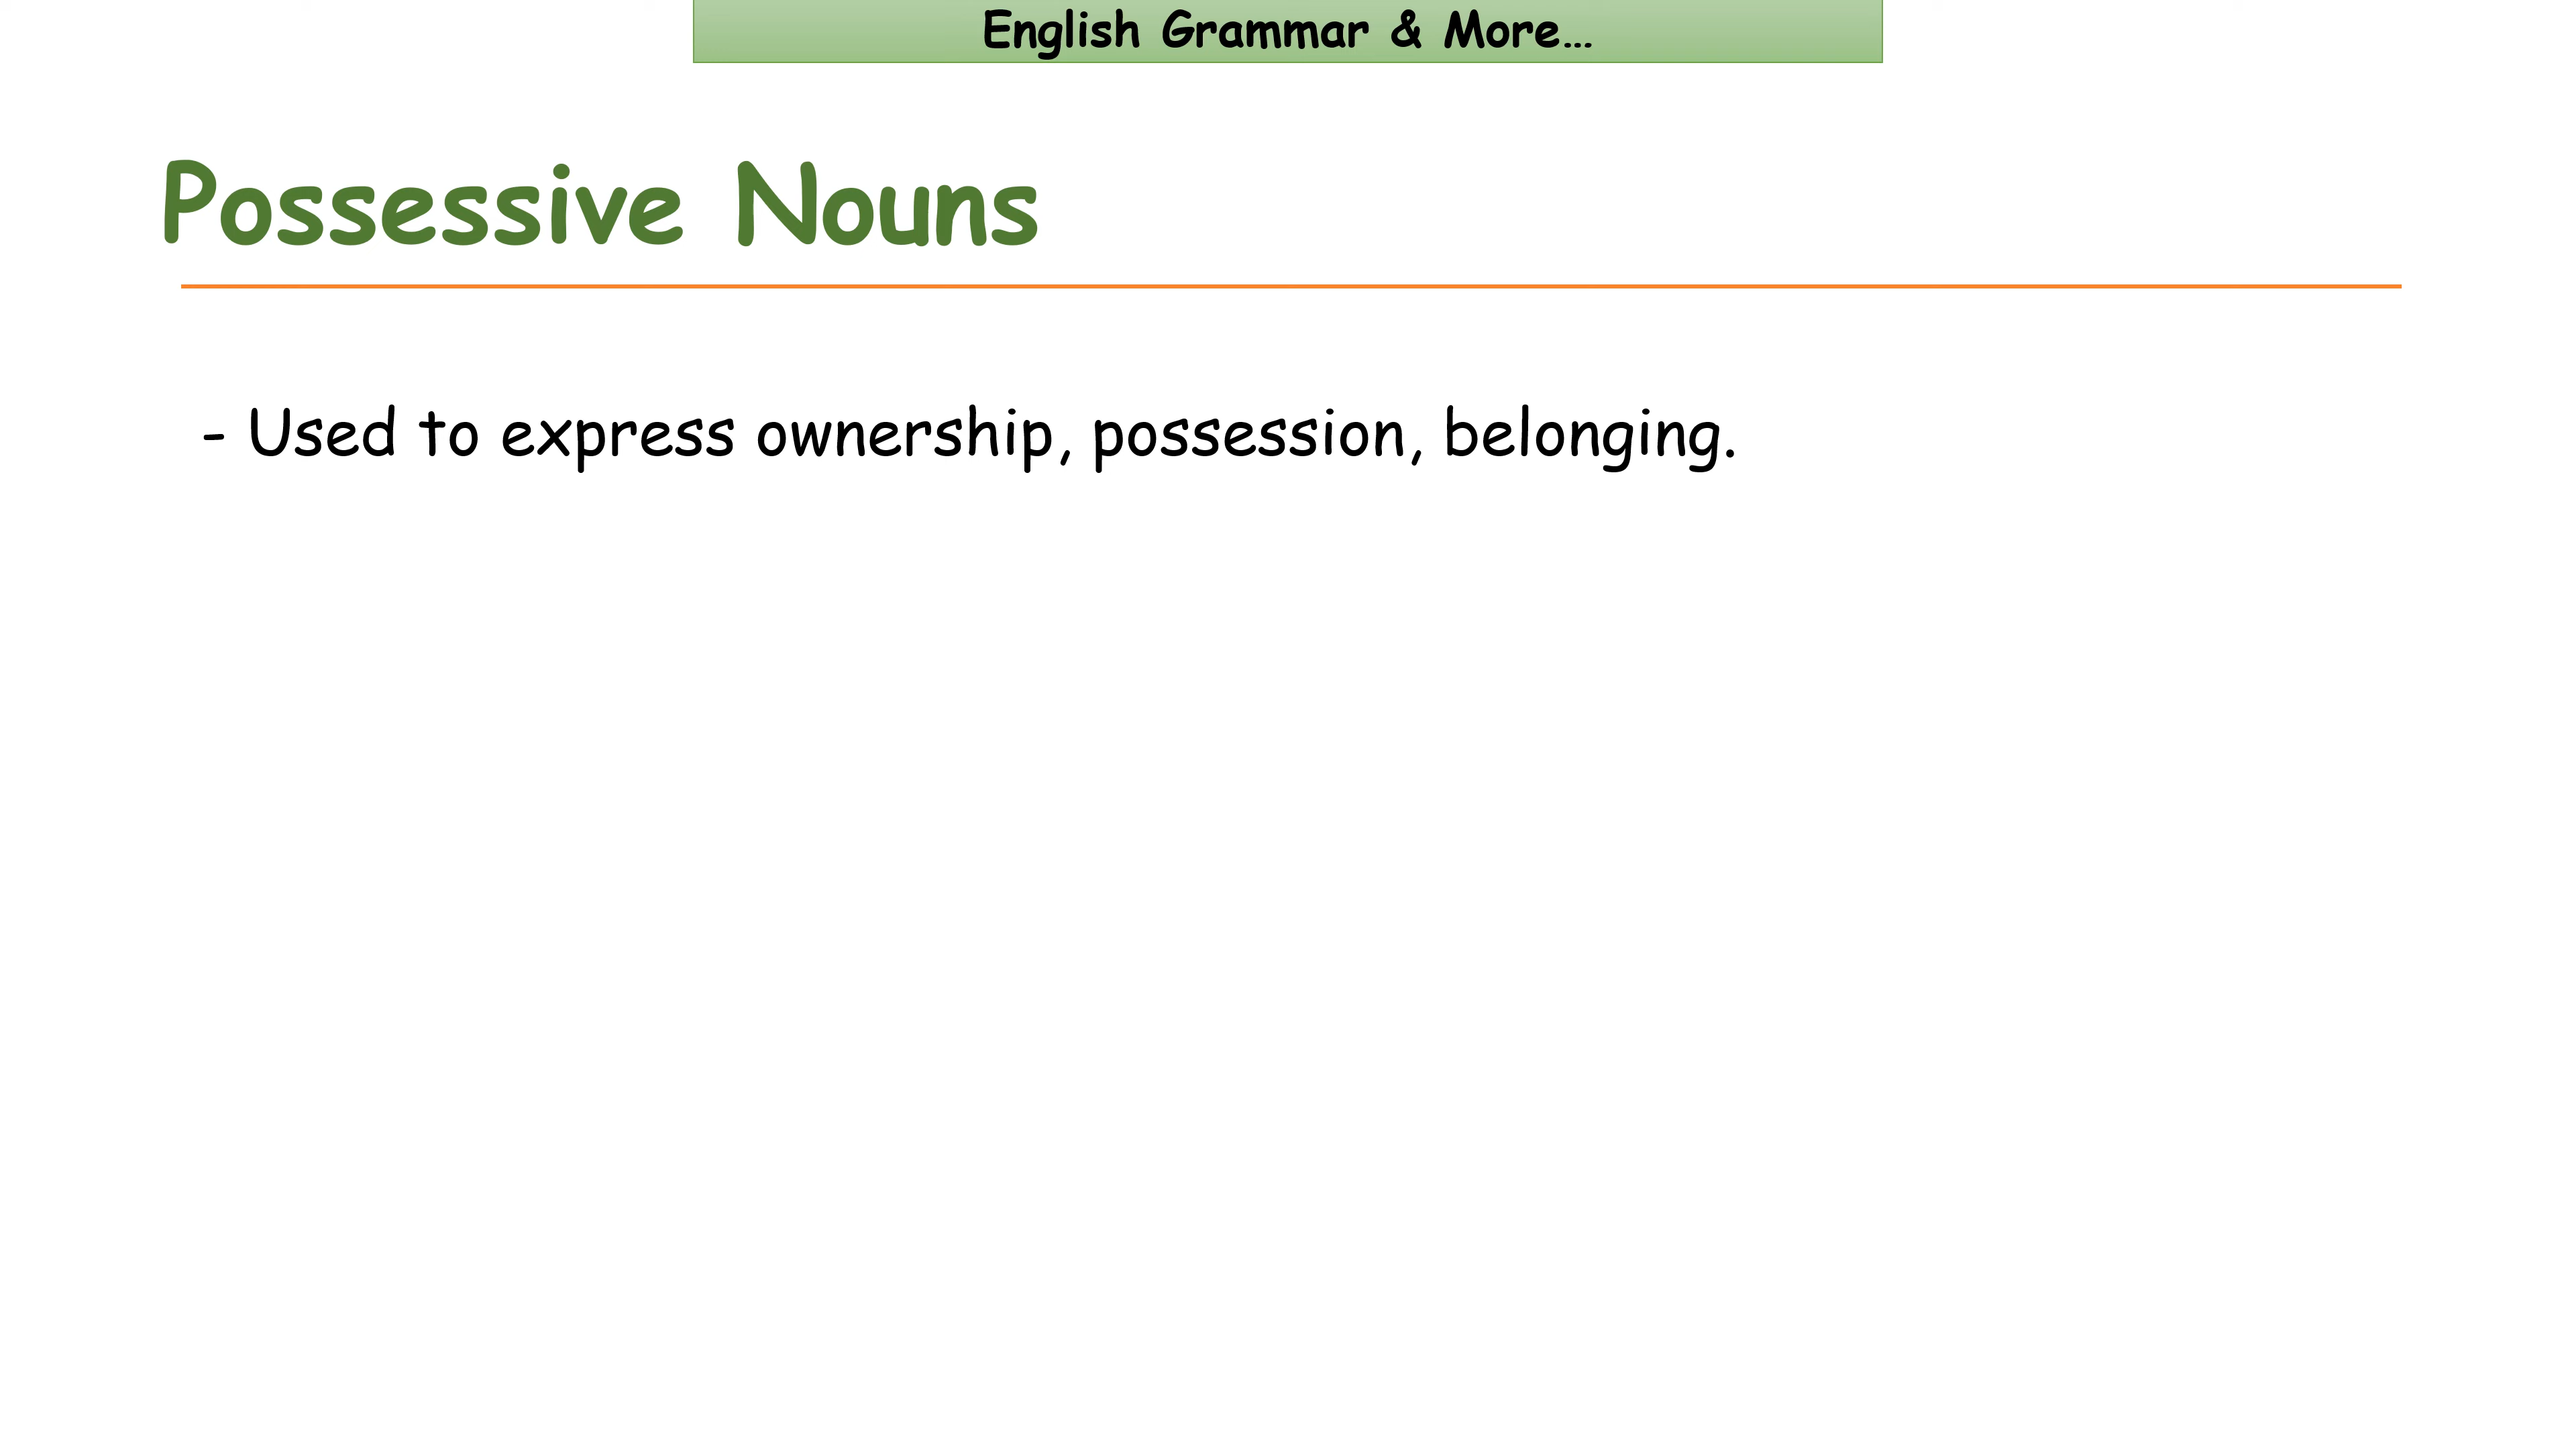 English Grammar & More...
Possessive Nouns
- Used to express ownership, possession, belonging.